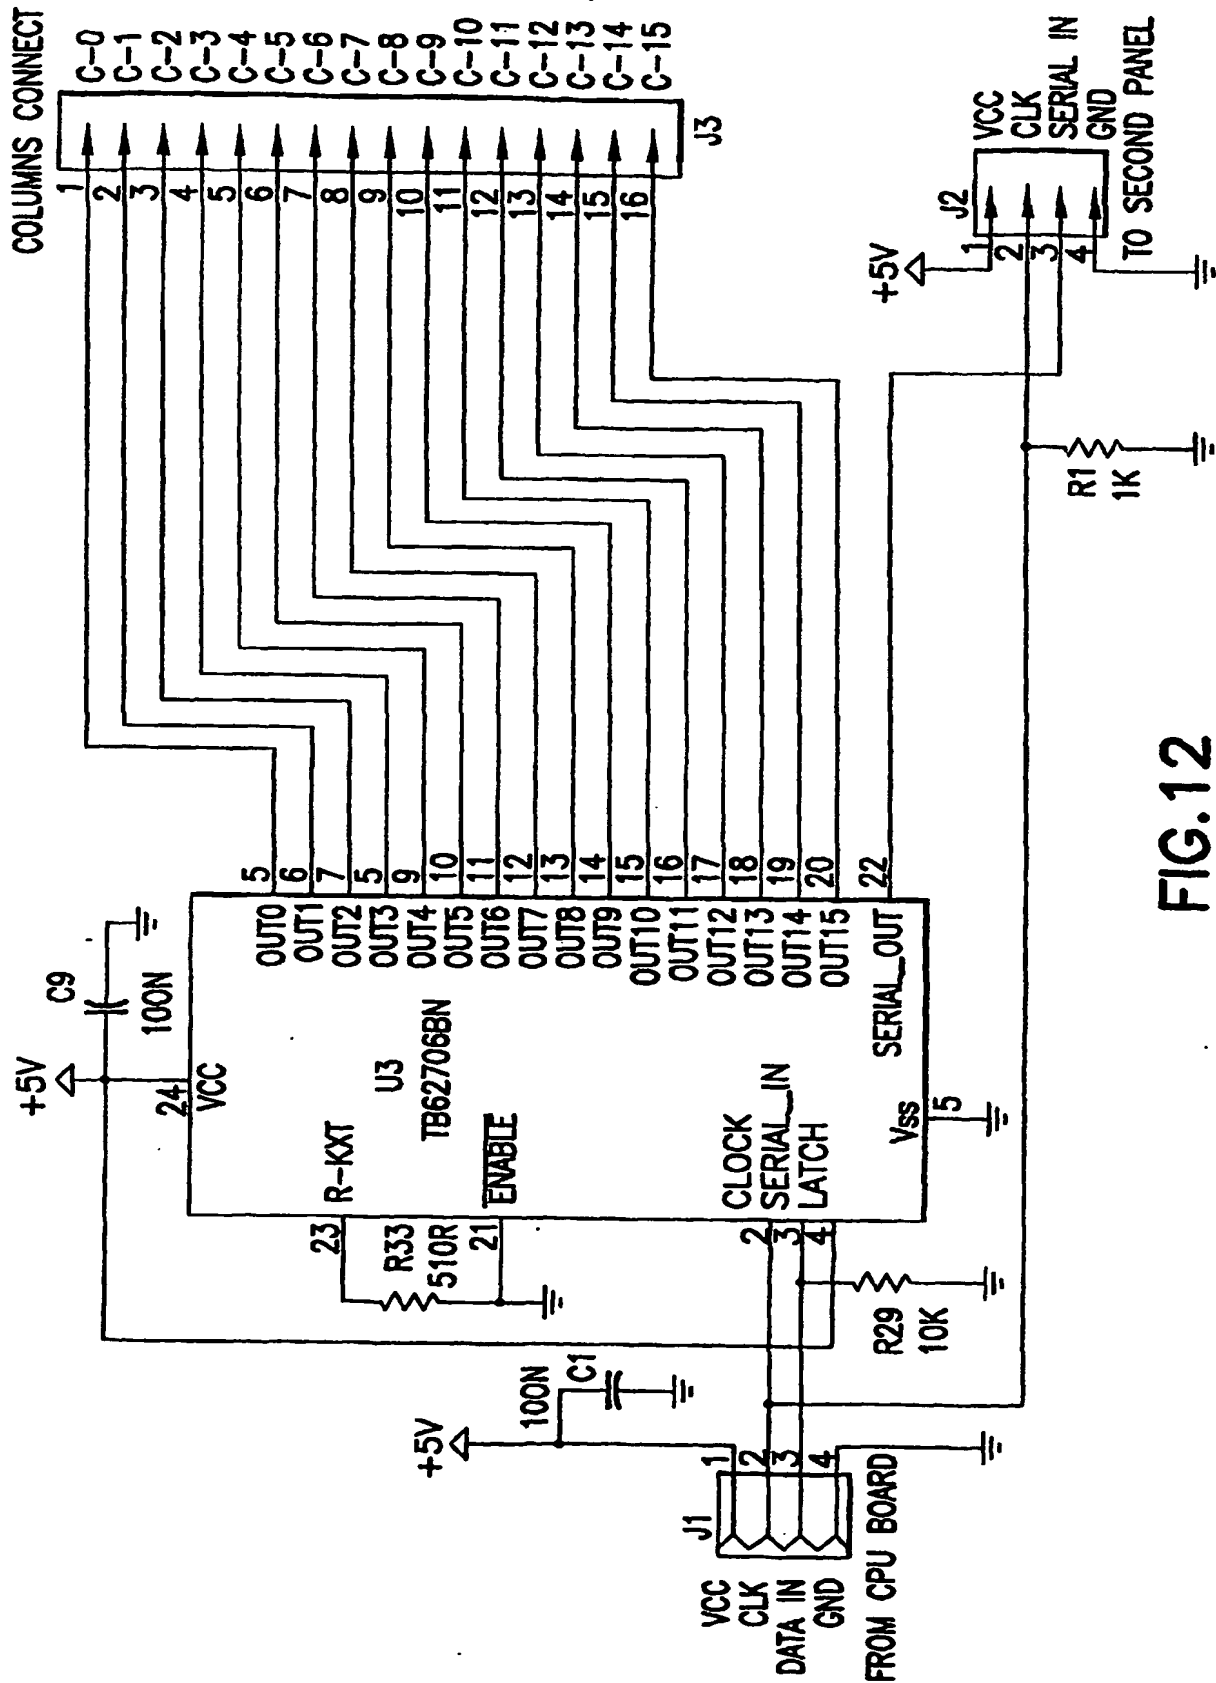 COLUMNS CONNECT
1 C-0
2 C-1
3 C-2
4 C-3
5 C-4
6 C-5
7 C-6
8 C-7
9 C-8
10 C-9
11 C-10
12 C-11
13 C-12
14 C-13
15 C-14
16 C-15
J3
+5V
C9
100N
24
VCC
U3
TB62706BN
23 R-KXT
R33
510R
21 ENABLE
OUT0 5
OUT1 6
OUT2 7
OUT3 5
OUT4 9
OUT5 10
OUT6 11
OUT7 12
OUT8 13
OUT9 14
OUT10 15
OUT11 16
OUT12 17
OUT13 18
OUT14 19
OUT15 20
SERIAL_OUT 22
2 CLOCK
3 SERIAL_IN
4 LATCH
Vss
5
+5V
100N
C1
R29
10K
J1
VCC 1
CLK 2
DATA IN 3
GND 4
FROM CPU BOARD
R1
1K
+5V
J2
1 VCC
2 CLK
3 SERIAL IN
4 GND
TO SECOND PANEL
FIG.12